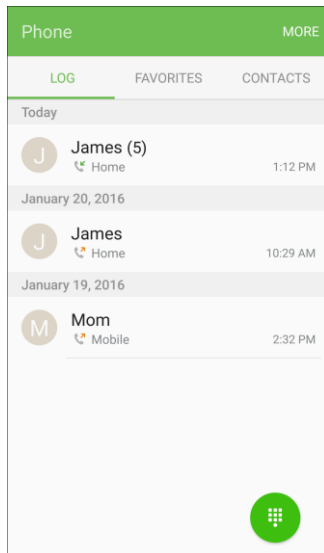 Phone MORE
LOG FAVORITES CONTACTS
Today
J James (5)
Home 1:12 PM
January 20, 2016
J James
Home 10:29 AM
January 19, 2016
M Mom
Mobile 2:32 PM